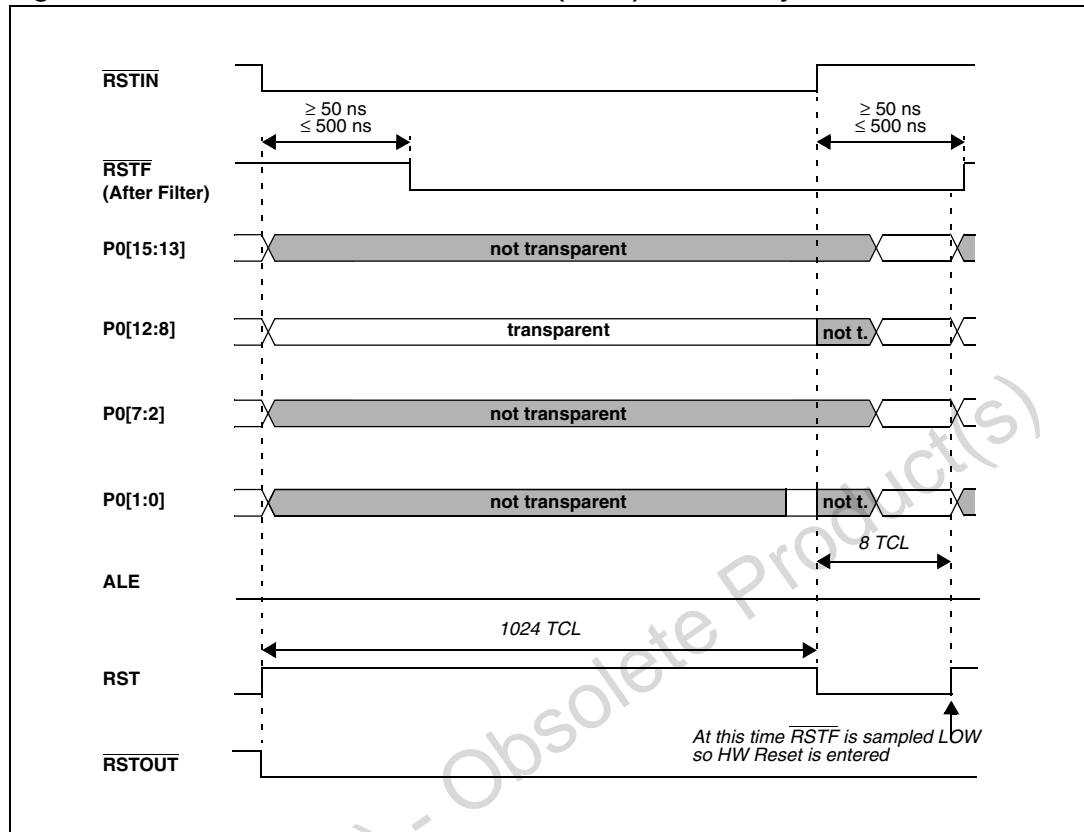 RSTIN
≥ 50 ns
≤ 500 ns
≥ 50 ns
≤ 500 ns
RSTF
(After Filter)
P0[15:13]
not transparent
P0[12:8]
transparent
not t.
P0[7:2]
not transparent
P0[1:0]
not transparent
not t.
8 TCL
ALE
1024 TCL
RST
At this time RSTF is sampled LOW
so HW Reset is entered
RSTOUT
) - Obsolete Product(s)